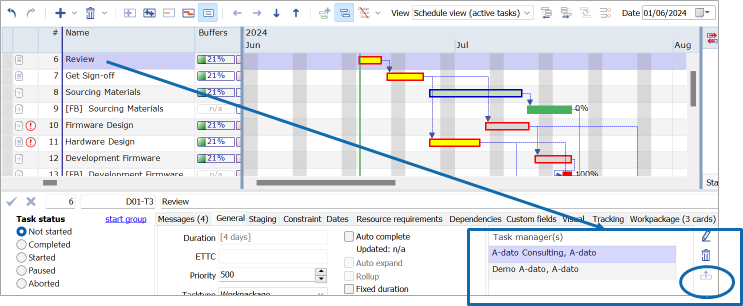 View Schedule view (active tasks) Date 01/06/2024
# Name Buffers 2024
Jun Jul Aug
6 Review 21%
7 Get Sign-off 21%
8 Sourcing Materials 21%
9 [FB] Sourcing Materials n/a 0%
10 Firmware Design 21%
11 Hardware Design 21%
12 Development Firmware 21%
13 [FB] Development Firmware n/a 100%
Sta
6 D01-T3 Review
Task status start group
Not started
Completed
Started
Paused
Aborted
Messages (4) General Staging Constraint Dates Resource requirements Dependencies Custom fields Visual Tracking Workpackage (3 cards)
Duration [4 days]
ETTC
Priority 500
Tasktype Workpackage
Auto complete
Updated: n/a
Auto expand
Rollup
Fixed duration
Task manager(s)
A-dato Consulting, A-dato
Demo A-dato, A-dato